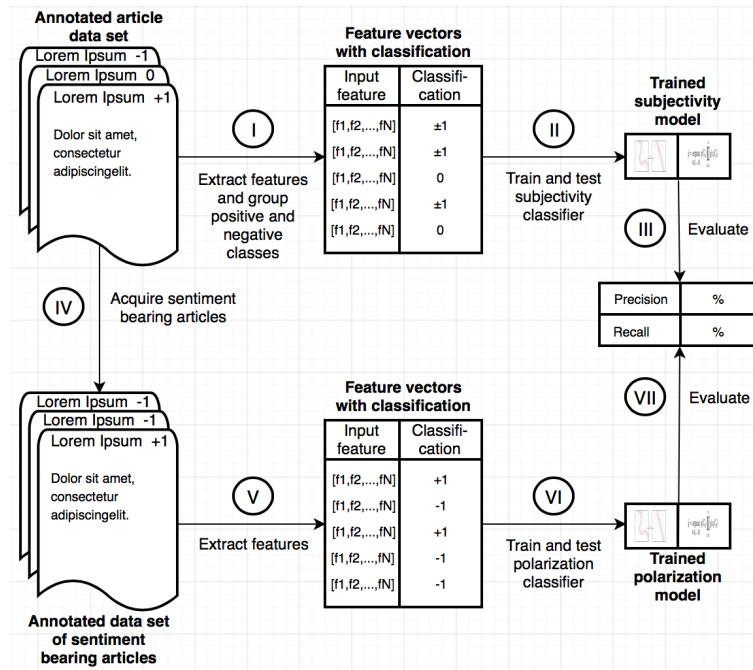 Annotated article
data set
Lorem Ipsum -1
Lorem Ipsum 0
Lorem Ipsum +1
Dolor sit amet,
consectetur
adipiscingelit.
I
Extract features
and group
positive and
negative
classes
Feature vectors
with classification
Input
feature
Classifi-
cation
[f1,f2,...,fN] ±1
[f1,f2,...,fN] ±1
[f1,f2,...,fN] 0
[f1,f2,...,fN] ±1
[f1,f2,...,fN] 0
II
Train and test
subjectivity
classifier
Trained
subjectivity
model
III
Evaluate
Precision %
Recall %
IV
Acquire sentiment
bearing articles
Lorem Ipsum -1
Lorem Ipsum -1
Lorem Ipsum +1
Dolor sit amet,
consectetur
adipiscingelit.
Annotated data set
of sentiment
bearing articles
V
Extract features
Feature vectors
with classification
Input
feature
Classifi-
cation
[f1,f2,...,fN] +1
[f1,f2,...,fN] -1
[f1,f2,...,fN] +1
[f1,f2,...,fN] -1
[f1,f2,...,fN] -1
VI
Train and test
polarization
classifier
VII
Evaluate
Trained
polarization
model